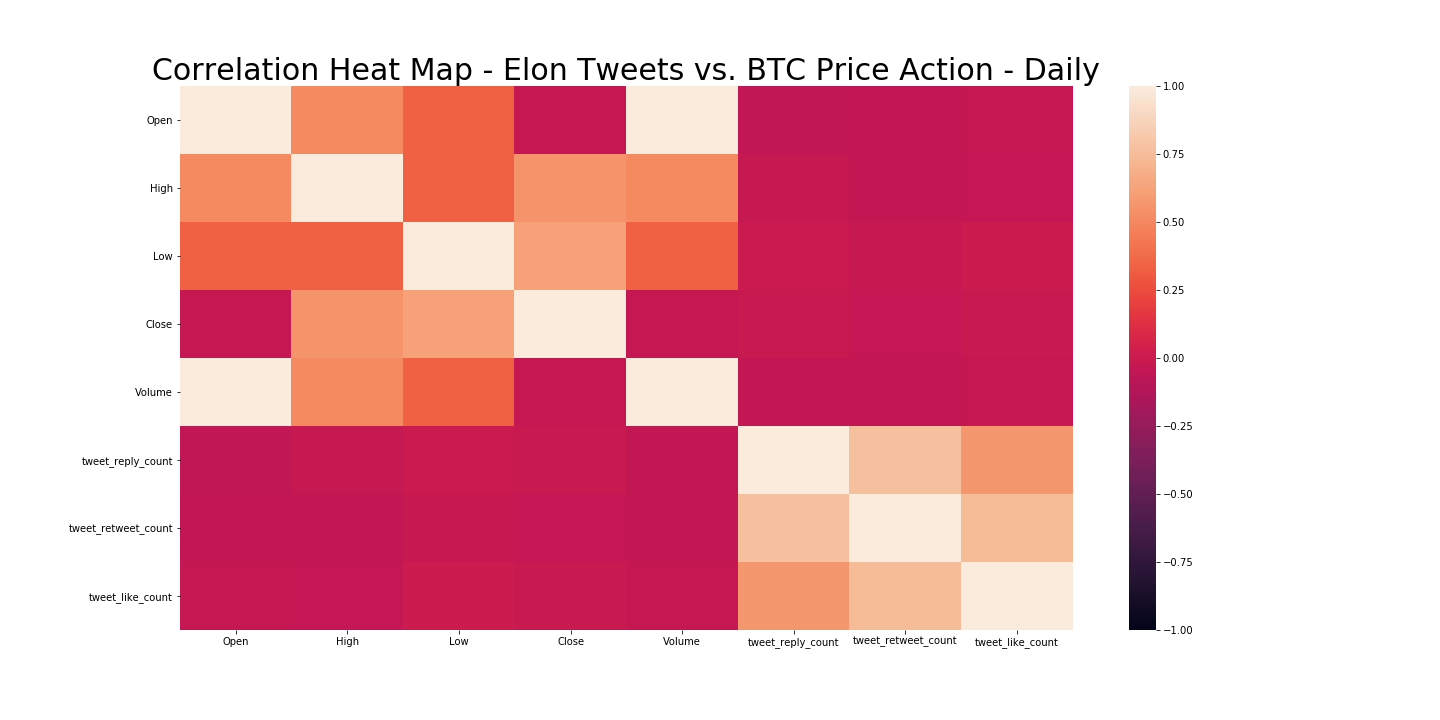 Correlation Heat Map - Elon Tweets vs. BTC Price Action - Daily
Open
High
Low
Close
Volume
tweet_reply_count
tweet_retweet_count
tweet_like_count
Open High Low Close Volume tweet_reply_count tweet_retweet_count tweet_like_count
1.00
0.75
0.50
0.25
0.00
−0.25
−0.50
−0.75
−1.00